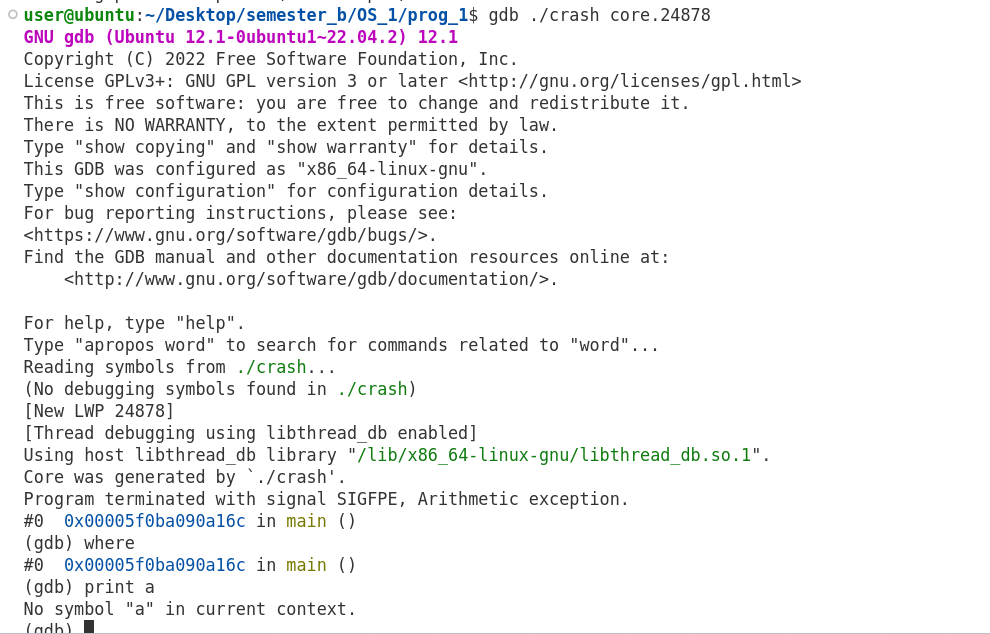 user@ubuntu:~/Desktop/semester_b/OS_1/prog_1$ gdb ./crash core.24878
GNU gdb (Ubuntu 12.1-0ubuntu1~22.04.2) 12.1
Copyright (C) 2022 Free Software Foundation, Inc.
License GPLv3+: GNU GPL version 3 or later <http://gnu.org/licenses/gpl.html>
This is free software: you are free to change and redistribute it.
There is NO WARRANTY, to the extent permitted by law.
Type "show copying" and "show warranty" for details.
This GDB was configured as "x86_64-linux-gnu".
Type "show configuration" for configuration details.
For bug reporting instructions, please see:
<https://www.gnu.org/software/gdb/bugs/>.
Find the GDB manual and other documentation resources online at:
    <http://www.gnu.org/software/gdb/documentation/>.

For help, type "help".
Type "apropos word" to search for commands related to "word"...
Reading symbols from ./crash...
(No debugging symbols found in ./crash)
[New LWP 24878]
[Thread debugging using libthread_db enabled]
Using host libthread_db library "/lib/x86_64-linux-gnu/libthread_db.so.1".
Core was generated by `./crash'.
Program terminated with signal SIGFPE, Arithmetic exception.
#0  0x00005f0ba090a16c in main ()
(gdb) where
#0  0x00005f0ba090a16c in main ()
(gdb) print a
No symbol "a" in current context.
(gdb)